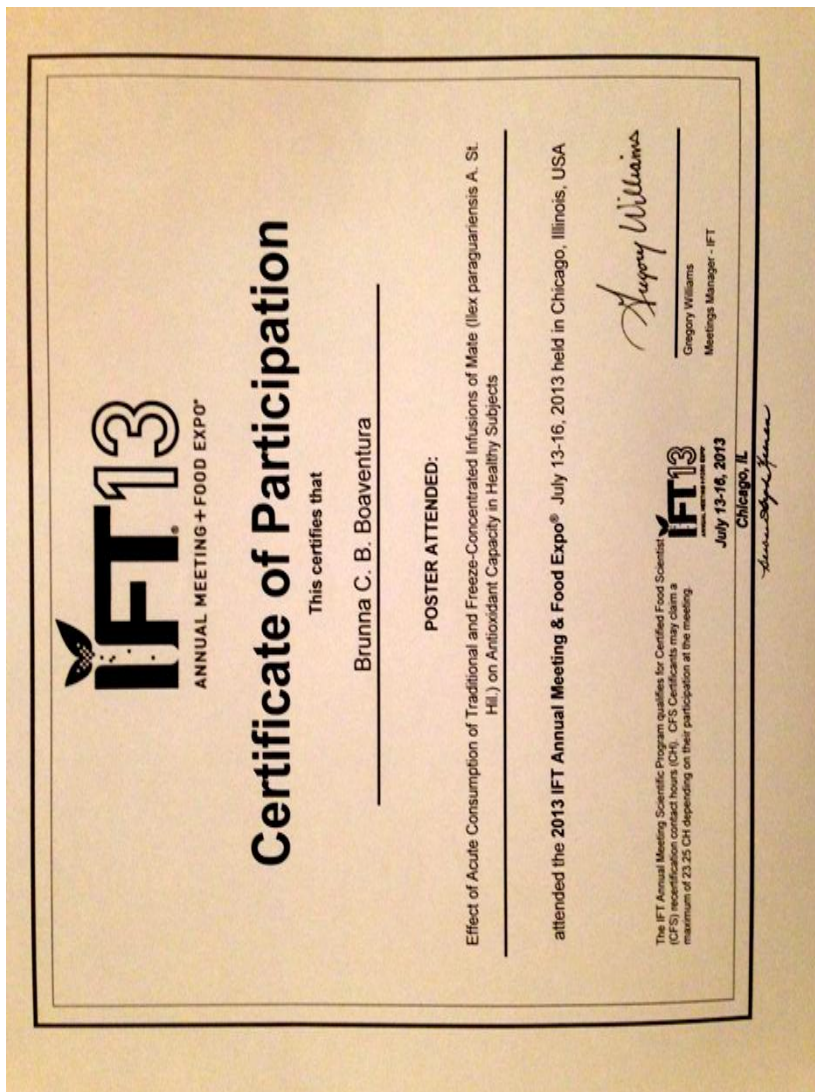 IFT13
ANNUAL MEETING+FOOD EXPO®
Certificate of Participation
This certifies that
Brunna C. B. Boaventura
POSTER ATTENDED:
Effect of Acute Consumption of Traditional and Freeze-Concentrated Infusions of Mate (Ilex paraguariensis A. St.
Hill.) on Antioxidant Capacity in Healthy Subjects
attended the 2013 IFT Annual Meeting & Food Expo® July 13-16, 2013 held in Chicago, Illinois, USA
The IFT Annual Meeting Scientific Program qualifies for Certified Food Scientist
(CFS) recertification contact hours (CH). CFS Certificants may claim a
maximum of 23.25 CH depending on their participation at the meeting.
IFT13
ANNUAL MEETING+FOOD EXPO
July 13-16, 2013
Chicago, IL
Gregory Williams
Gregory Williams
Meetings Manager - IFT